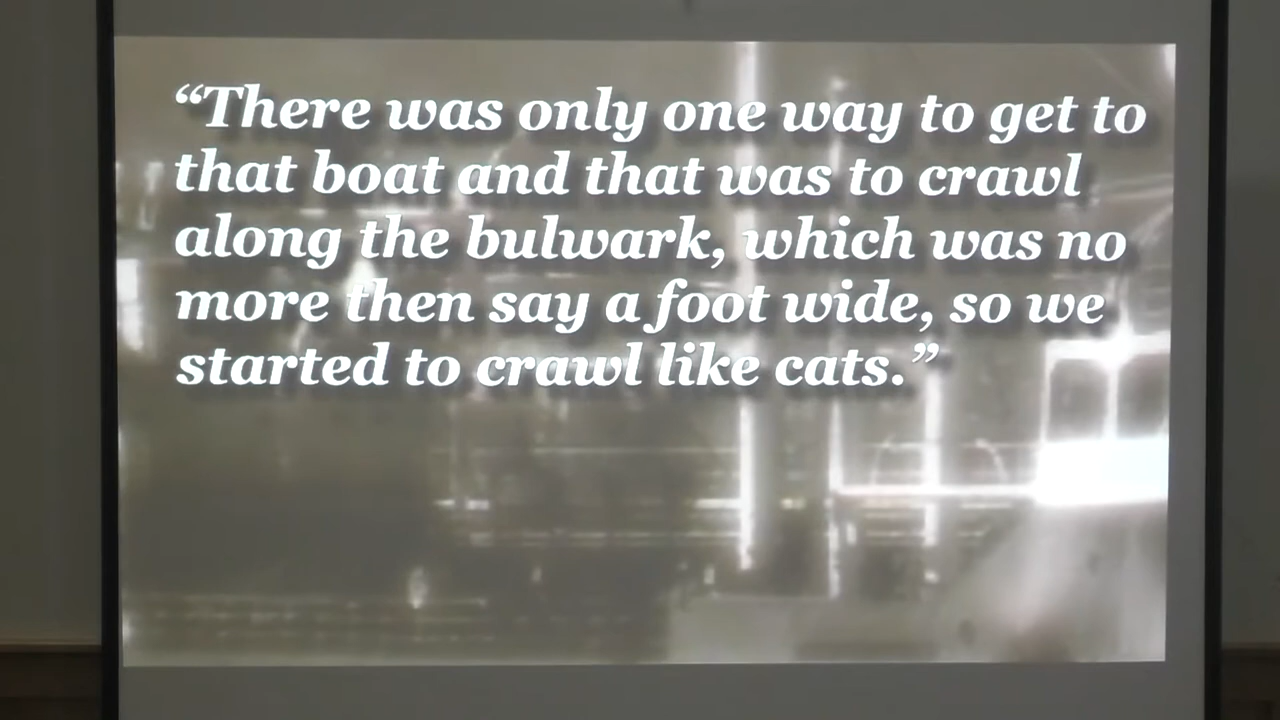 “There was only one way to get to
that boat and that was to crawl
along the bulwark, which was no
more then say a foot wide, so we
started to crawl like cats.”